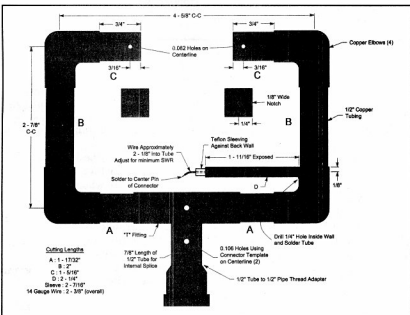 4 - 5/8" C-C
3/4"
3/4"
0.062 Holes on
Centerline
Copper Elbows (4)
3/16"
C
C
3/16"
1/8" Wide
Notch
1/2" Copper
Tubing
2 - 7/8"
C-C
B
B
1/4"
Wire Approximately
2 - 1/8" into Tube
Adjust for minimum SWR
Teflon Sleeving
Against Back Wall
1 - 11/16" Exposed
Solder to Center Pin
of Connector
D
1/8"
A
A
"T" Fitting
Drill 1/4" Hole Inside Wall
and Solder Tube
Cutting Lengths
A : 1 - 17/32"
B : 2"
C : 1 - 5/16"
D : 2 - 1/4"
Sleeve : 2 - 7/16"
14 Gauge Wire : 2 - 3/8" (overall)
7/8" Length of
1/2" Tube for
Internal Splice
0.106 Holes Using
Connector Template
on Centerline (2)
1/2" Tube to 1/2" Pipe Thread Adapter